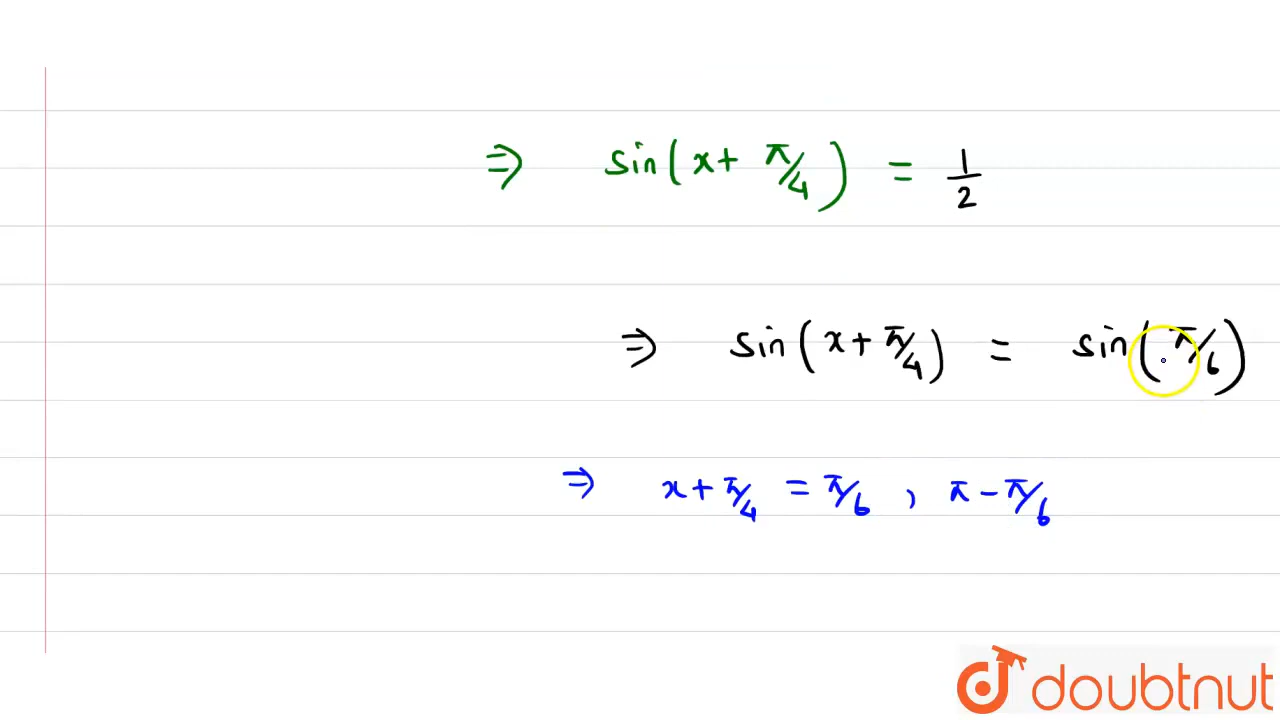 ⇒ sin(x + π/4) = 1/2
⇒ sin(x + π/4) = sin(π/6)
⇒ x + π/4 = π/6 , π - π/6
doubtnut